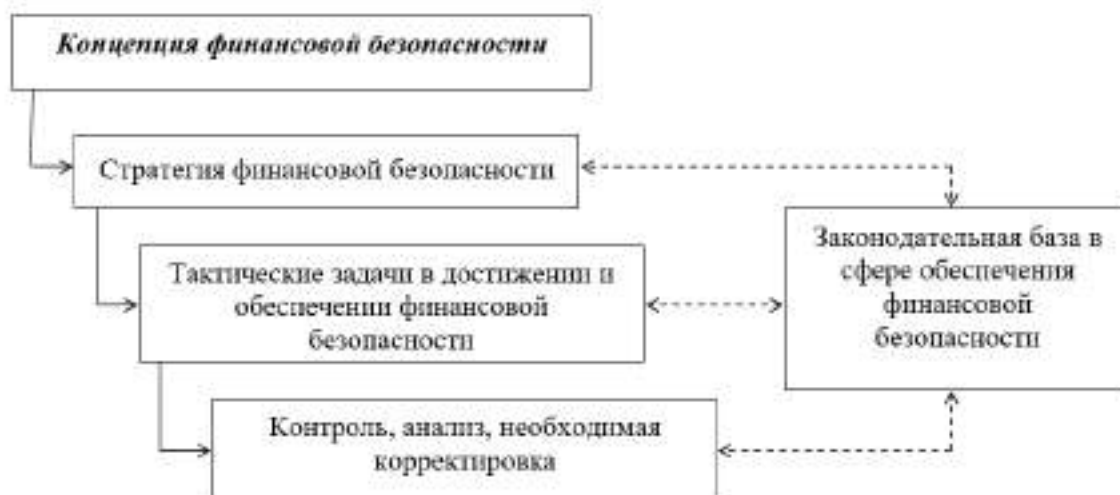 Концепция финансовой безопасности
Стратегия финансовой безопасности
Тактические задачи в достижении и
обеспечении финансовой
безопасности
Контроль, анализ, необходимая
корректировка
Законодательная база в
сфере обеспечения
финансовой
безопасности